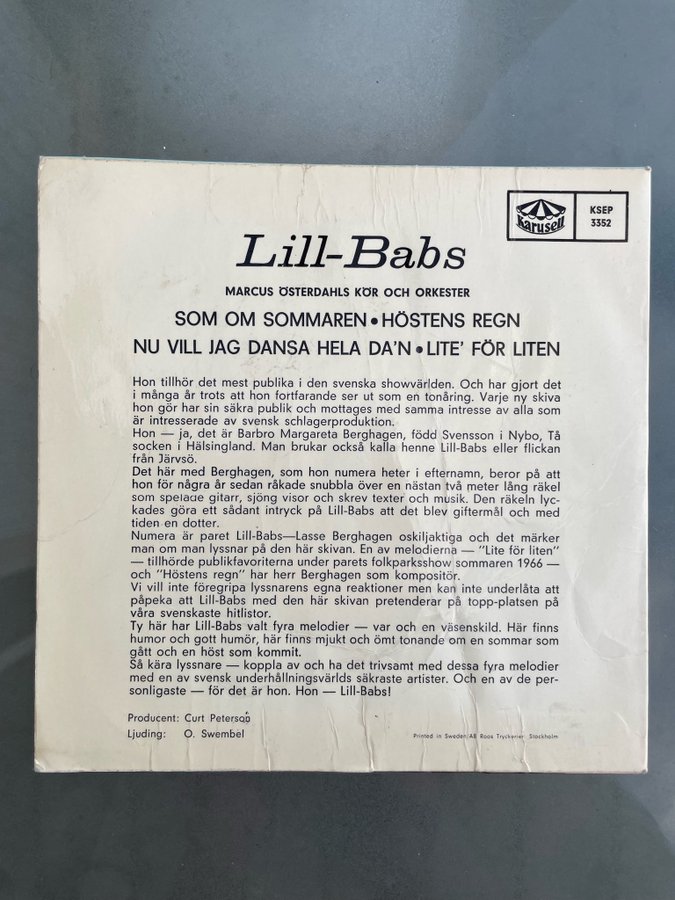 Karusell
KSEP
3352
Lill-Babs
MARCUS ÖSTERDAHLS KÖR OCH ORKESTER
SOM OM SOMMAREN • HÖSTENS REGN
NU VILL JAG DANSA HELA DA'N • LITE' FÖR LITEN
Hon tillhör det mest publika i den svenska showvärlden. Och har gjort det
i många år trots att hon fortfarande ser ut som en tonåring. Varje ny skiva
hon gör har sin säkra publik och mottages med samma intresse av alla som
är intresserade av svensk schlagerproduktion.
Hon — ja, det är Barbro Margareta Berghagen, född Svensson i Nybo, Tå
socken i Hälsingland. Man brukar också kalla henne Lill-Babs eller flickan
från Järvsö.
Det här med Berghagen, som hon numera heter i efternamn, beror på att
hon för några år sedan råkade snubbla över en nästan två meter lång räkel
som spelade gitarr, sjöng visor och skrev texter och musik. Den räkeln lyc-
kades göra ett sådant intryck på Lill-Babs att det blev giftermål och med
tiden en dotter.
Numera är paret Lill-Babs—Lasse Berghagen oskiljaktiga och det märker
man om man lyssnar på den här skivan. En av melodierna — ”Lite för liten”
— tillhörde publikfavoriterna under parets folkparksshow sommaren 1966 —
och ”Höstens regn” har herr Berghagen som kompositör.
Vi vill inte föregripa lyssnarens egna reaktioner men kan inte underlåta att
påpeka att Lill-Babs med den här skivan pretenderar på topp-platsen på
våra svenskaste hitlistor.
Ty här har Lill-Babs valt fyra melodier — var och en väsenskild. Här finns
humor och gott humör, här finns mjukt och ömt tonande om en sommar som
gått och en höst som kommit.
Så kära lyssnare — koppla av och ha det trivsamt med dessa fyra melodier
med en av svensk underhållningsvärlds säkraste artister. Och en av de per-
sonligaste — för det är hon. Hon — Lill-Babs!
Producent: Curt Peterson
Ljuding: O. Swembel
Printed in Sweden/AB Roos Tryckerier, Stockholm